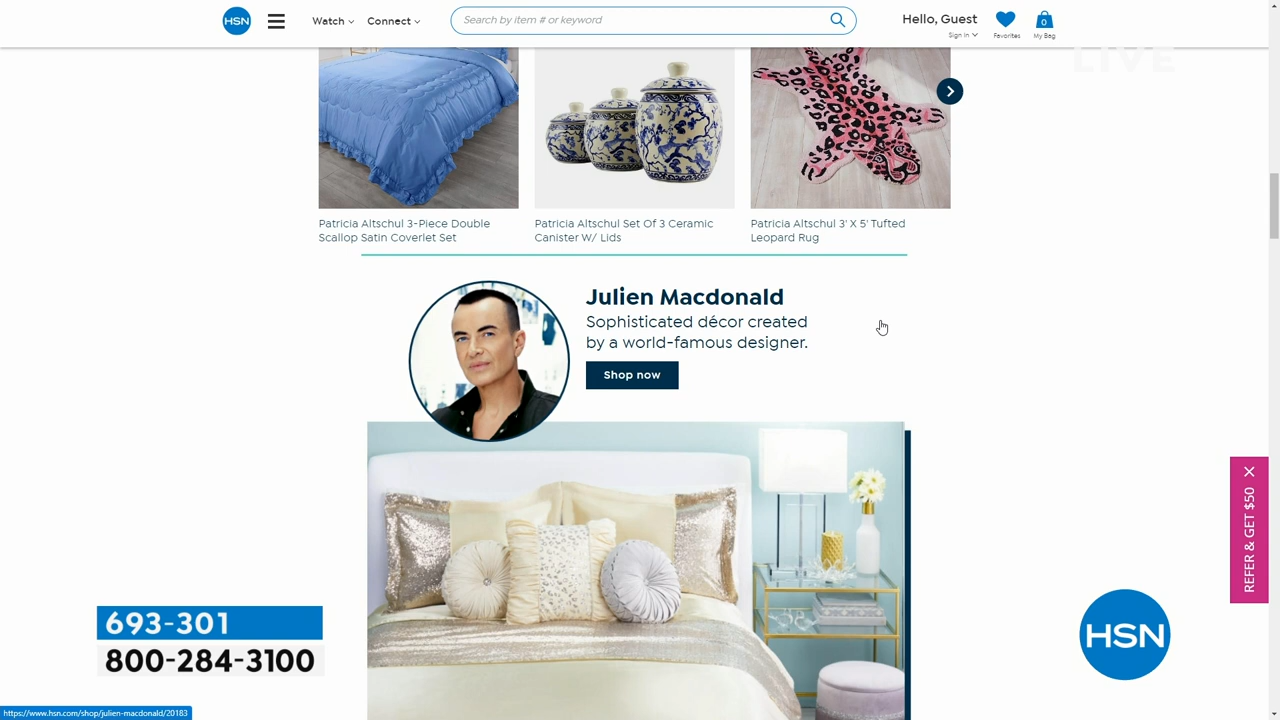 HSN
Watch
Connect
Search by item # or keyword
Hello, Guest
Sign In
Favorites
0
My Bag
LIVE
Patricia Altschul 3-Piece Double
Scallop Satin Coverlet Set
Patricia Altschul Set Of 3 Ceramic
Canister W/ Lids
Patricia Altschul 3' X 5' Tufted
Leopard Rug
Julien Macdonald
Sophisticated décor created
by a world-famous designer.
Shop now
REFER & GET $50
693-301
800-284-3100
HSN
https://www.hsn.com/shop/julien-macdonald/20183